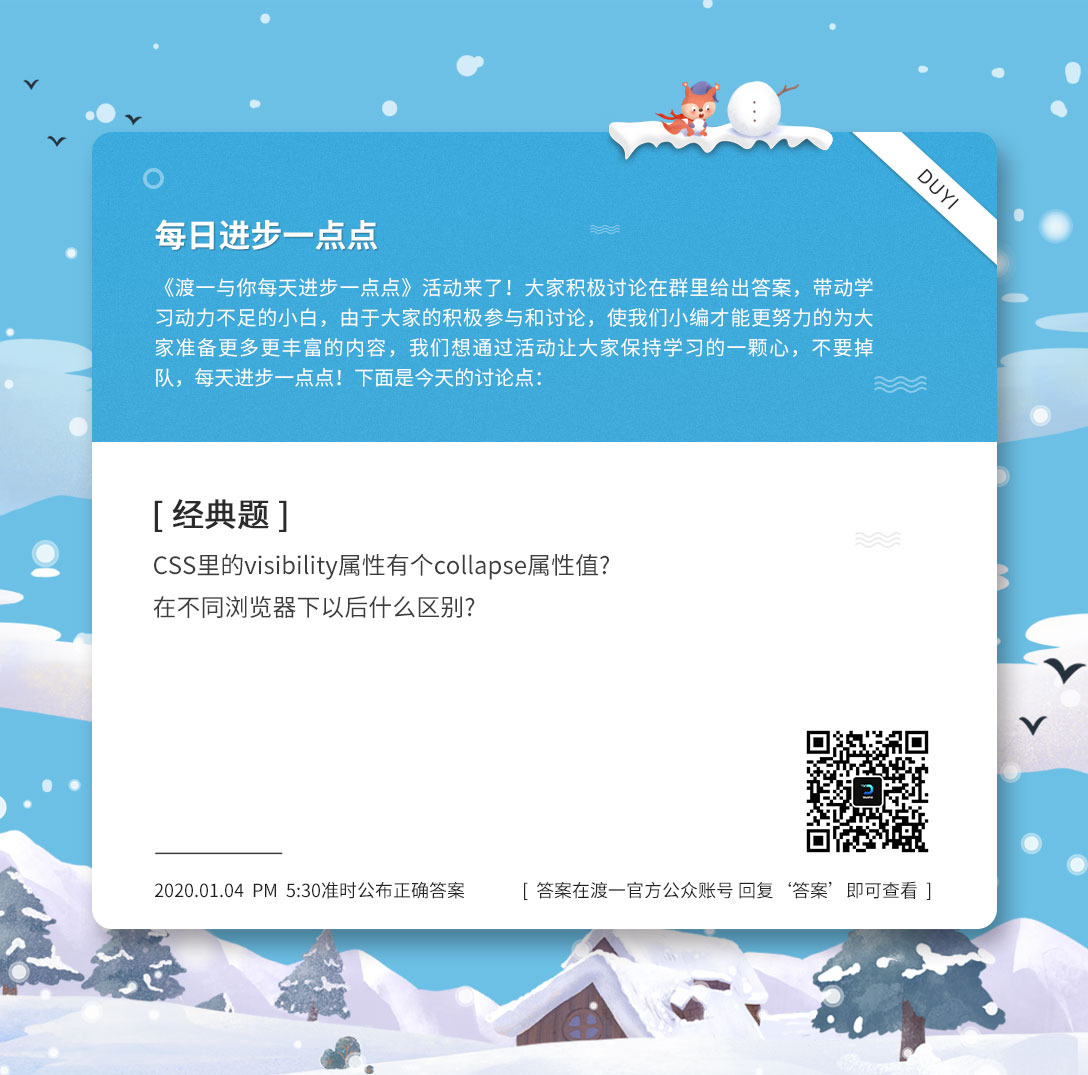 DUYI
每日进步一点点
《渡一与你每天进步一点点》活动来了！大家积极讨论在群里给出答案，带动学
习动力不足的小白，由于大家的积极参与和讨论，使我们小编才能更努力的为大
家准备更多更丰富的内容，我们想通过活动让大家保持学习的一颗心，不要掉
队，每天进步一点点！下面是今天的讨论点：
[ 经典题 ]
CSS里的visibility属性有个collapse属性值?
在不同浏览器下以后什么区别?
2020.01.04 PM 5:30准时公布正确答案
[ 答案在渡一官方公众账号 回复‘答案’即可查看 ]